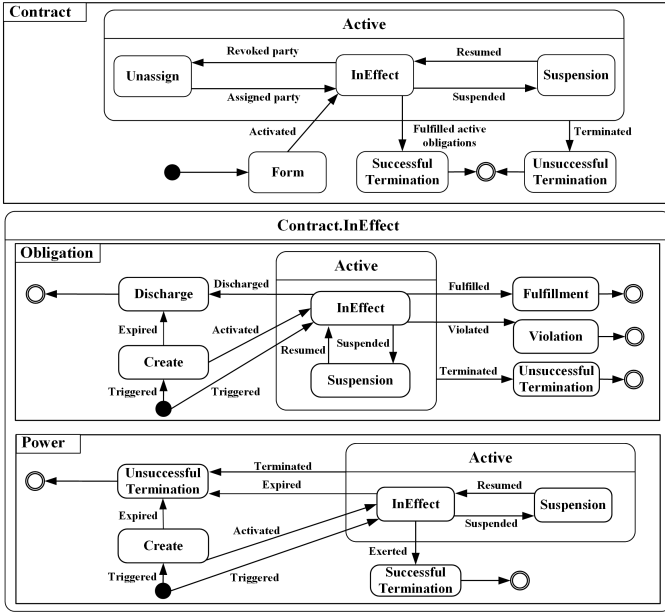 Contract
Active
Revoked party
Resumed
Unassign
InEffect
Suspension
Assigned party
Suspended
Activated
Fulfilled active
obligations
Terminated
Form
Successful
Termination
Unsuccessful
Termination
Contract.InEffect
Obligation
Active
Discharge
Discharged
InEffect
Fulfilled
Fulfillment
Expired
Activated
Violated
Violation
Create
Resumed
Suspended
Triggered
Triggered
Suspension
Terminated
Unsuccessful
Termination
Power
Active
Unsuccessful
Termination
Terminated
Expired
InEffect
Resumed
Suspension
Suspended
Expired
Activated
Create
Exerted
Triggered
Triggered
Successful
Termination